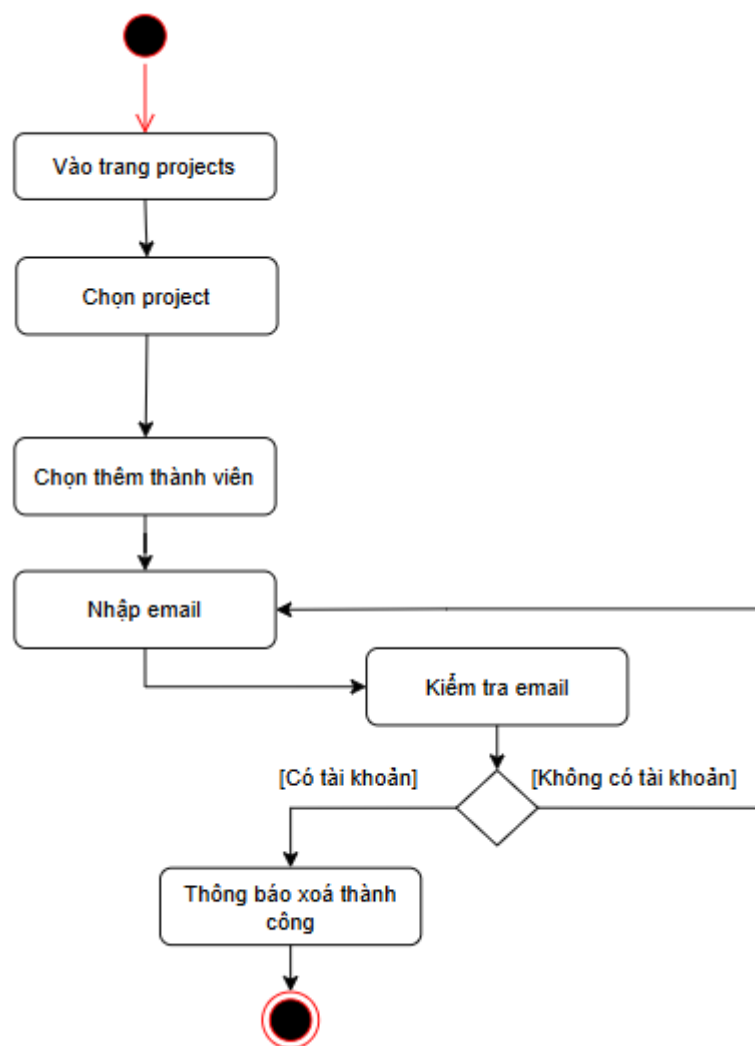 Vào trang projects
Chọn project
Chọn thêm thành viên
Nhập email
Kiểm tra email
[Có tài khoản]
[Không có tài khoản]
Thông báo xoá thành
công